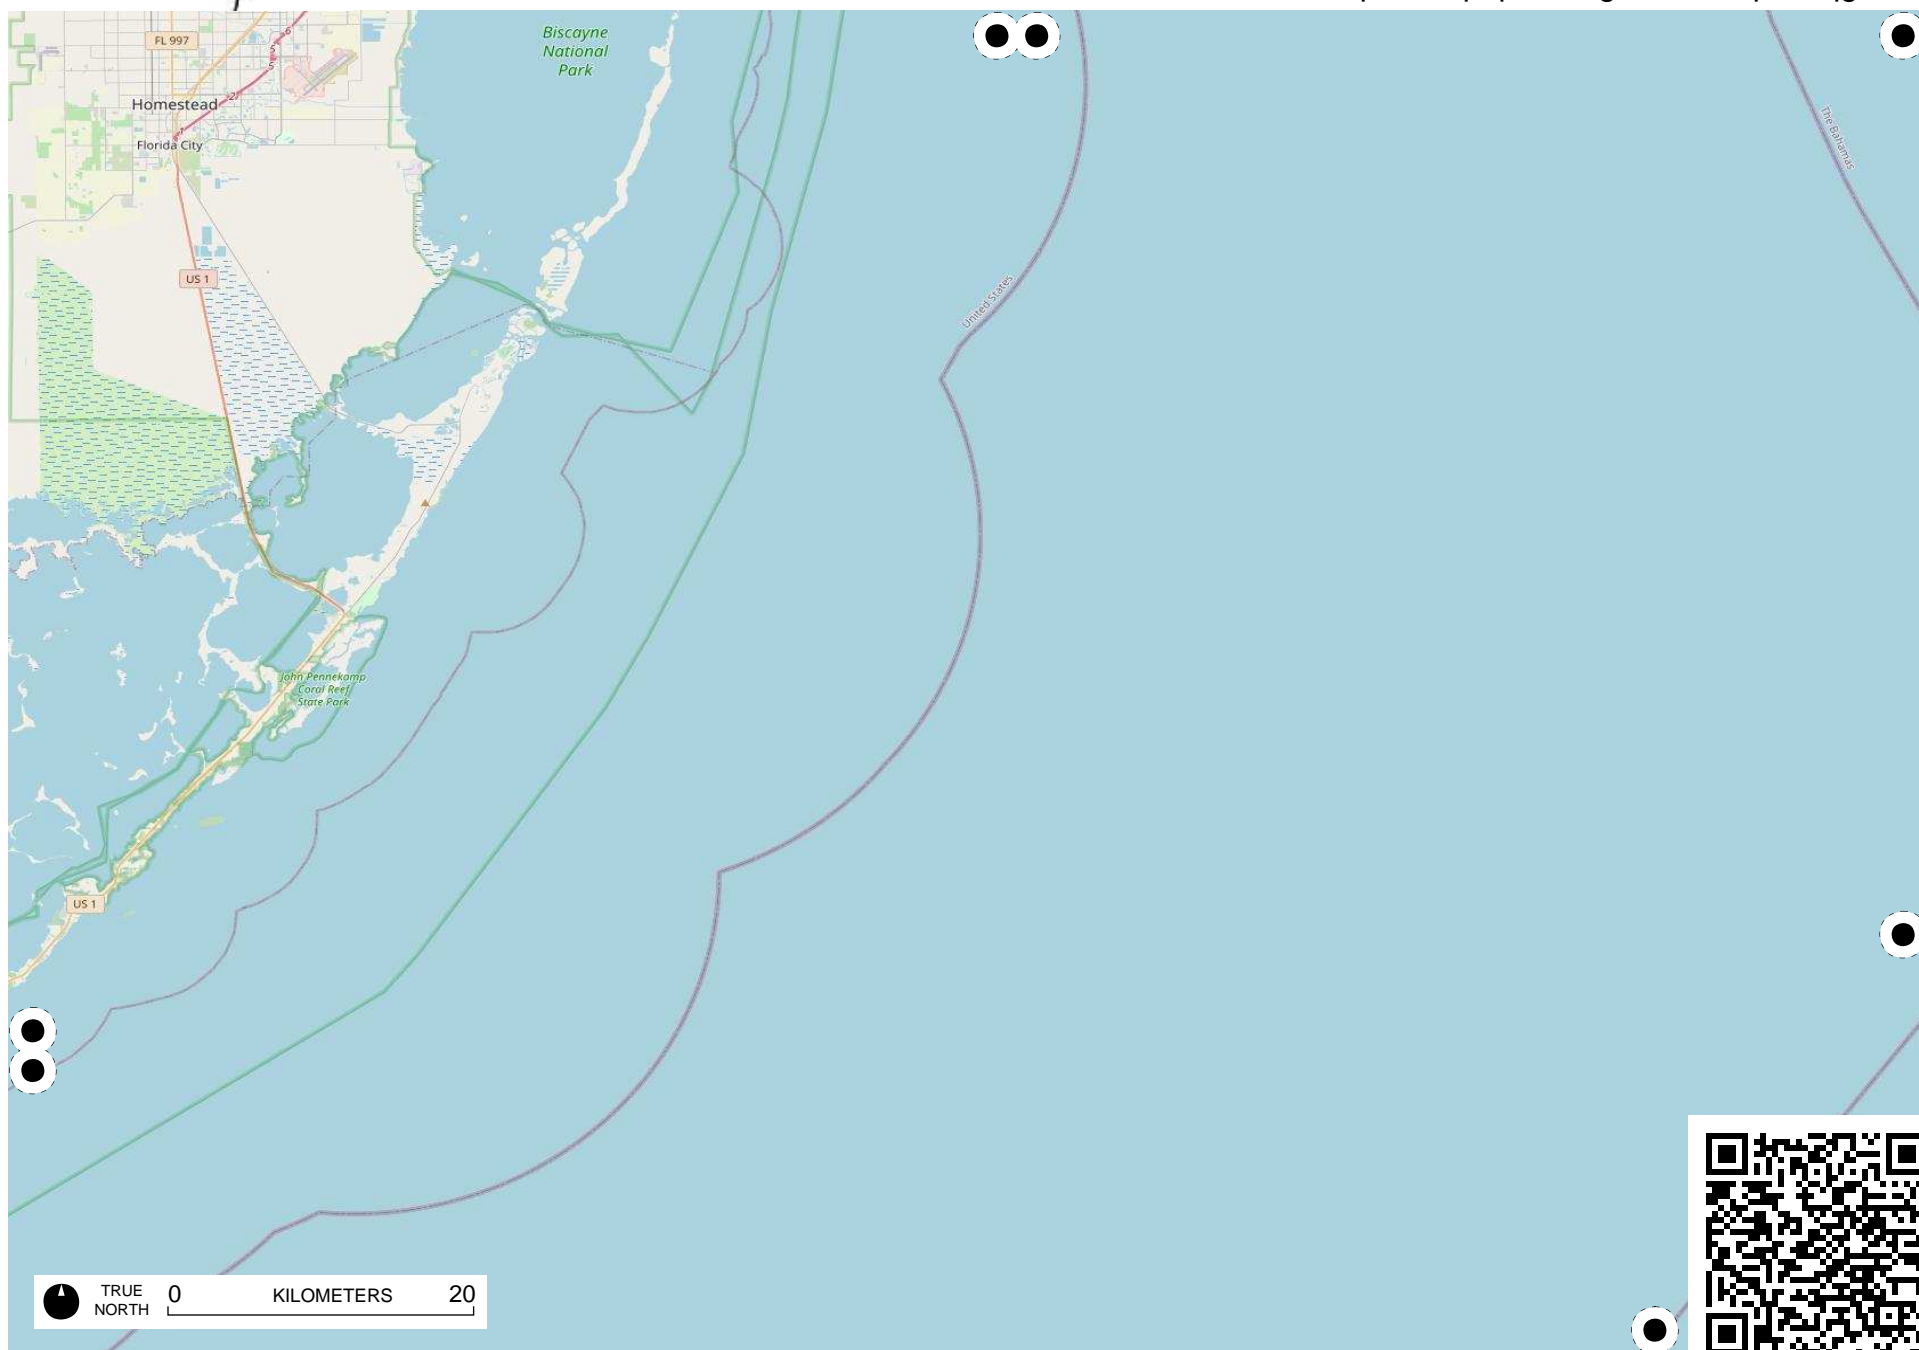 Biscayne
National
Park
FL 997
Homestead
Florida City
The Bahamas
US 1
United States
John Pennekamp
Coral Reef
State Park
US 1
TRUE
NORTH
0
KILOMETERS
20